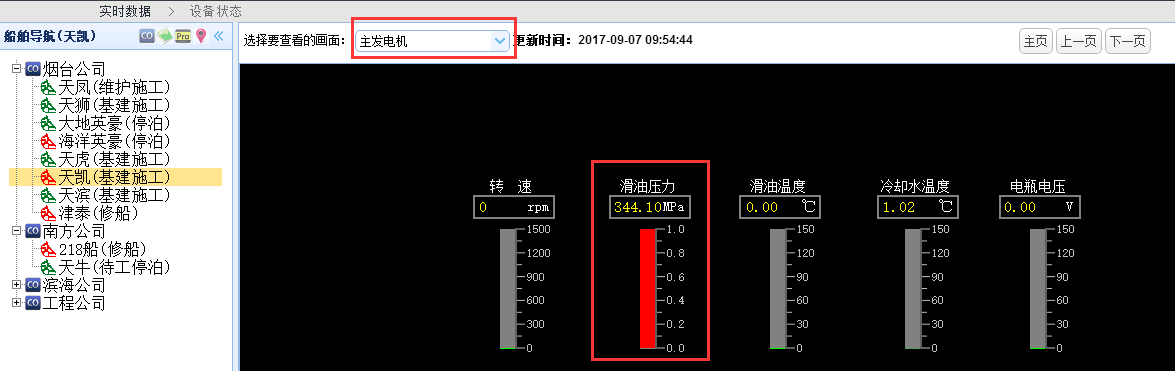 实时数据 > 设备状态
船舶导航(天凯) CO Pro «
选择要查看的画面： 主发电机 更新时间： 2017-09-07 09:54:44 主页 上一页 下一页
CO 烟台公司
天凤(维护施工)
天狮(基建施工)
大地英豪(停泊)
海洋英豪(停泊)
天虎(基建施工)
天凯(基建施工)
天滨(基建施工)
津泰(修船)
CO 南方公司
218船(修船)
天牛(待工停泊)
CO 滨海公司
CO 工程公司
转 速
0 rpm
1500
1200
900
600
300
0
滑油压力
344.10MPa
1.0
0.8
0.6
0.4
0.2
0.0
滑油温度
0.00 ℃
150
120
90
60
30
0
冷却水温度
1.02 ℃
150
120
90
60
30
0
电瓶电压
0.00 V
150
120
90
60
30
0